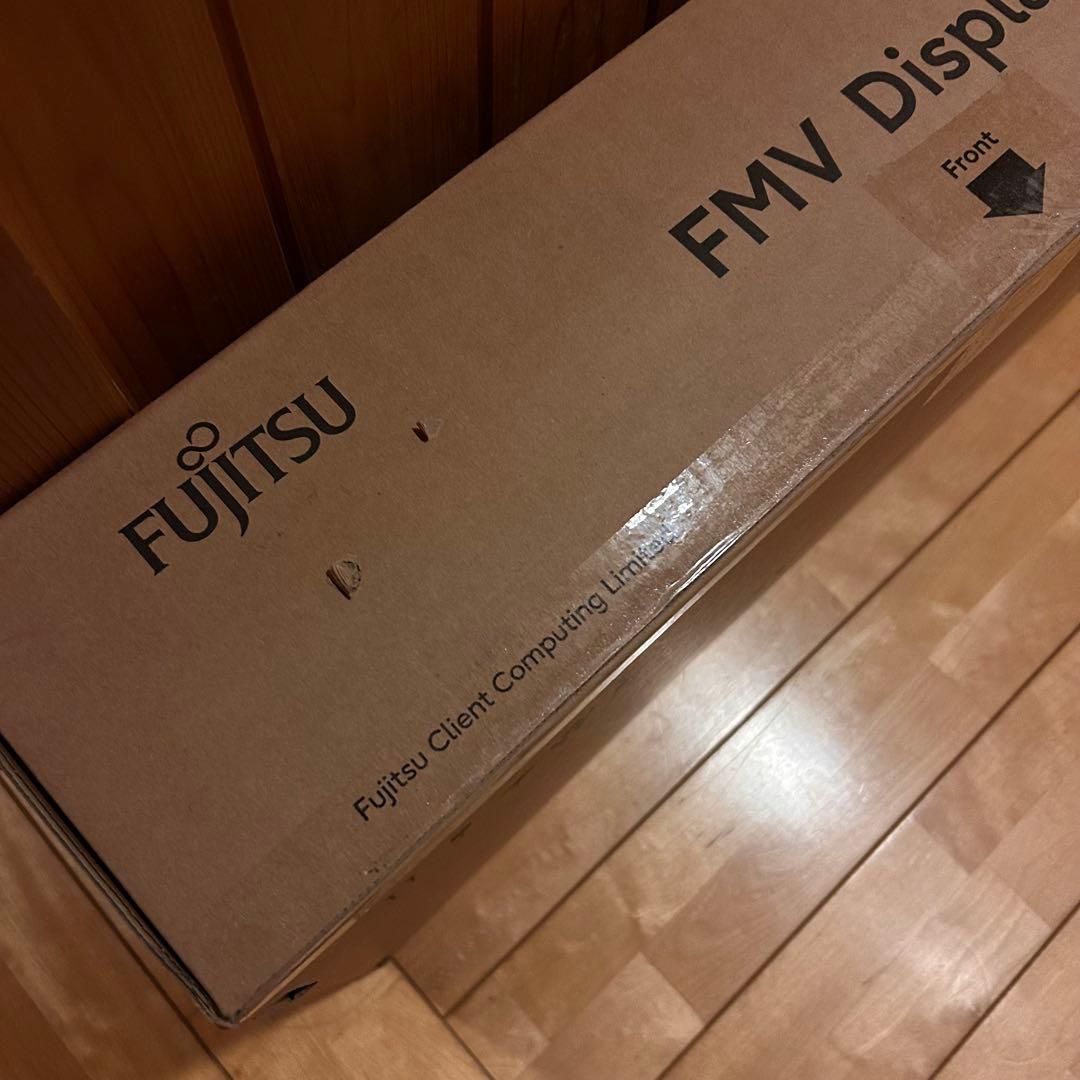 FMV Displa
Front
FUJITSU
Fujitsu Client Computing Limited